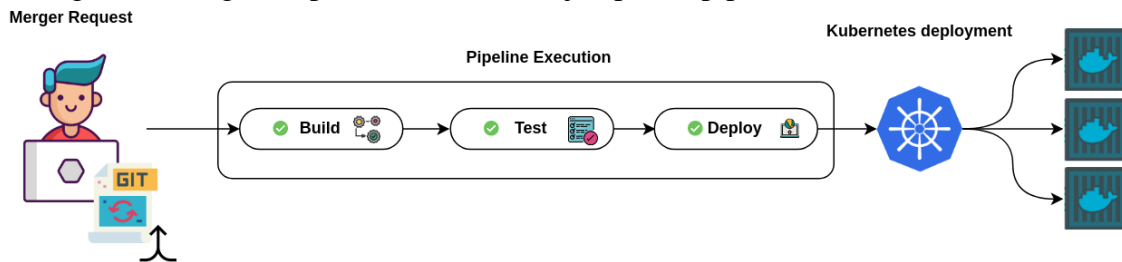 Merger Request
Kubernetes deployment
Pipeline Execution
Build
Test
Deploy
GIT